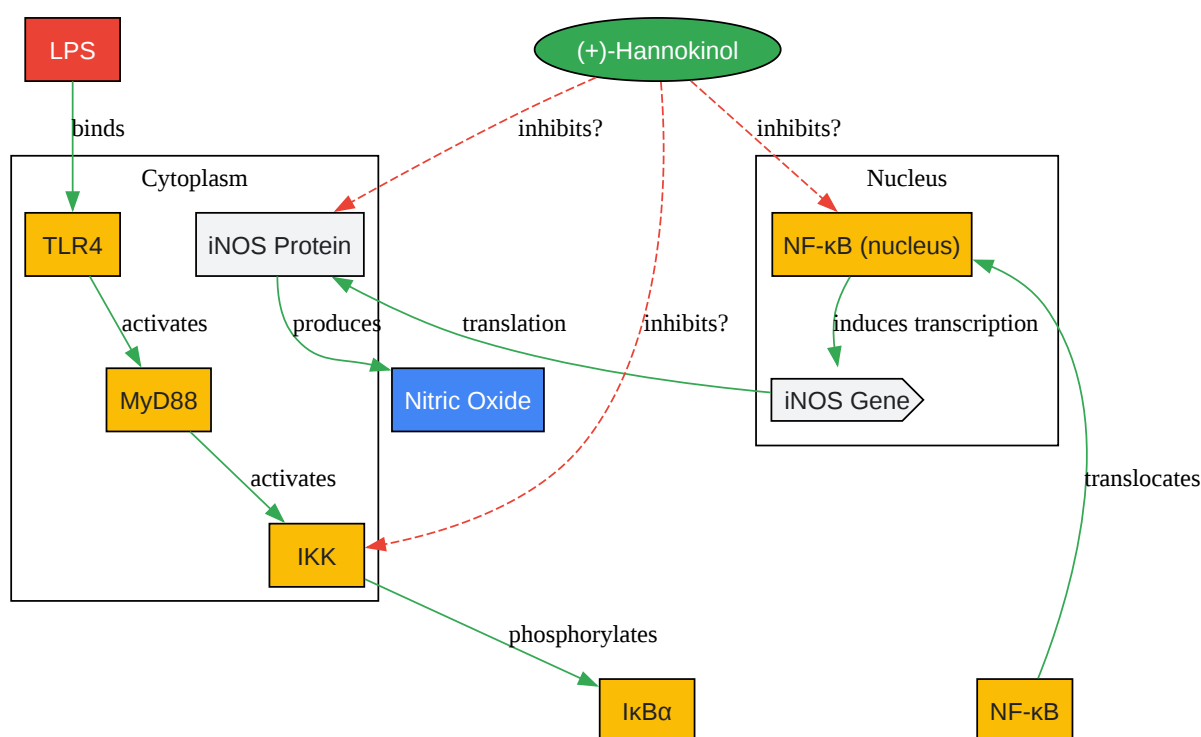 LPS
(+)-Hannokinol
binds
inhibits?
inhibits?
Cytoplasm
Nucleus
TLR4
iNOS Protein
NF-κB (nucleus)
activates
produces
translation
inhibits?
induces transcription
MyD88
Nitric Oxide
iNOS Gene
activates
translocates
IKK
phosphorylates
IκBα
NF-κB